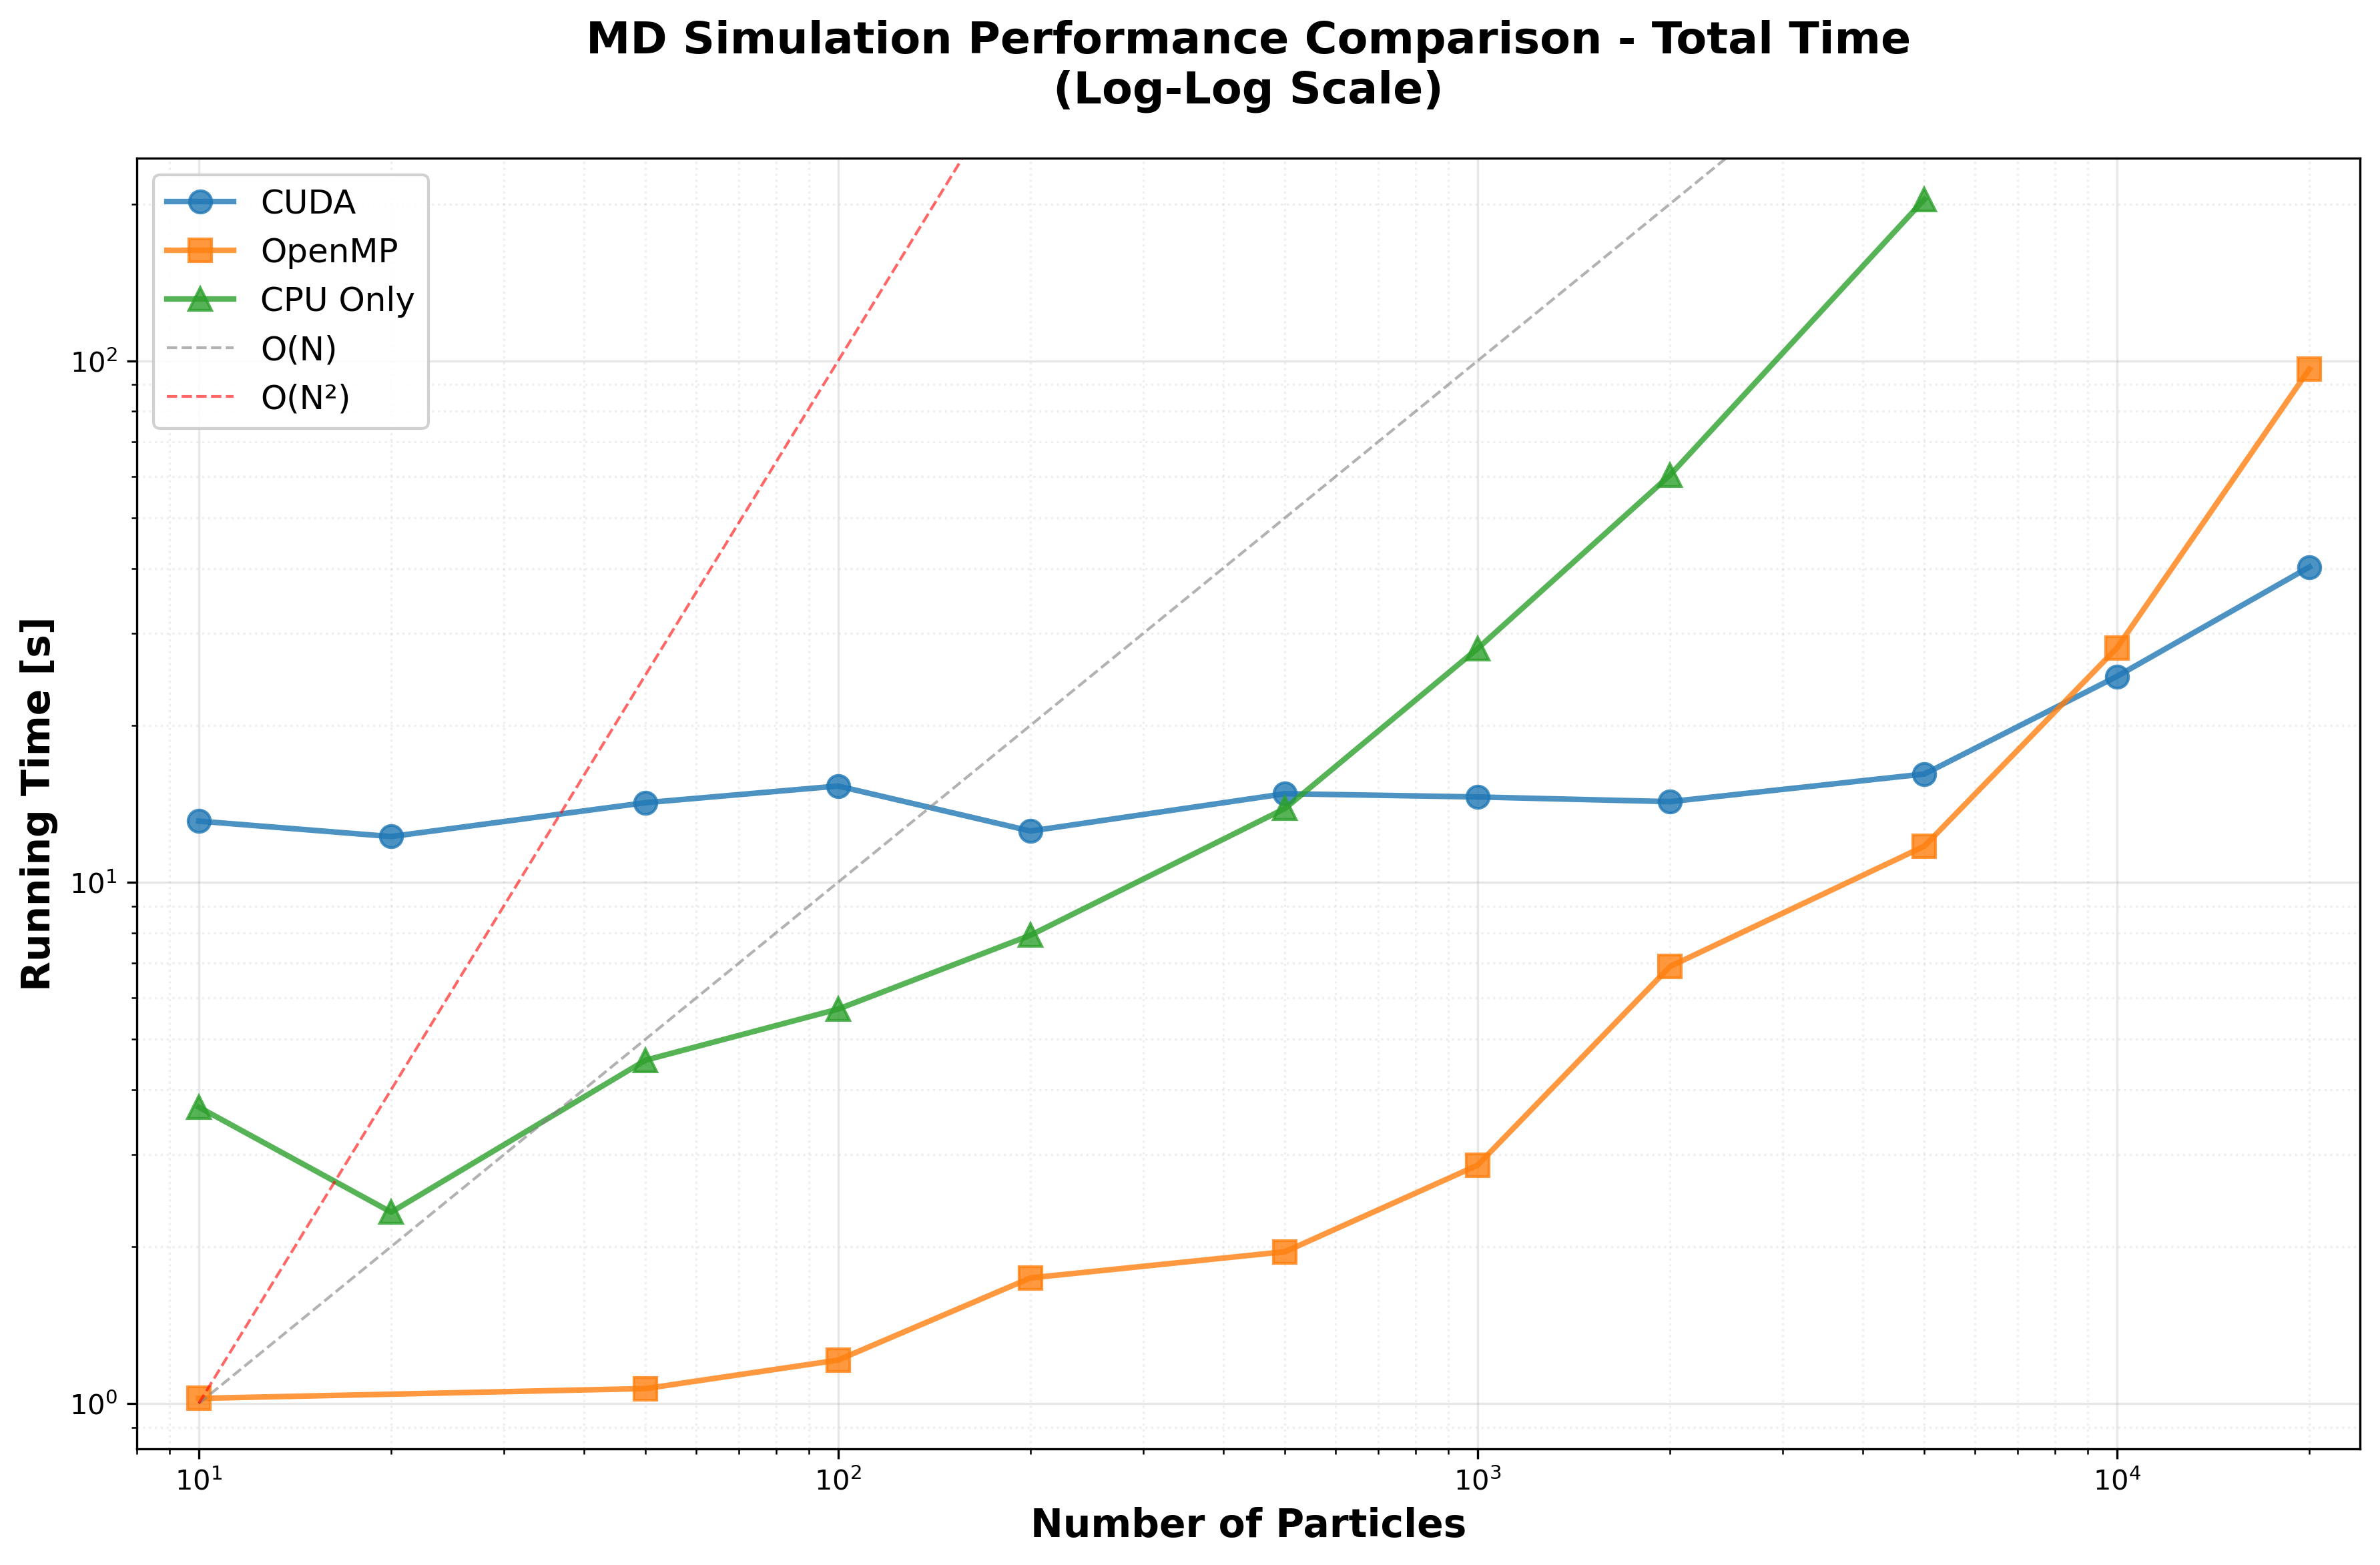 MD Simulation Performance Comparison - Total Time
(Log-Log Scale)
CUDA
OpenMP
CPU Only
O(N)
O(N²)
Running Time [s]
10²
10¹
10⁰
10¹ 10² 10³ 10⁴
Number of Particles